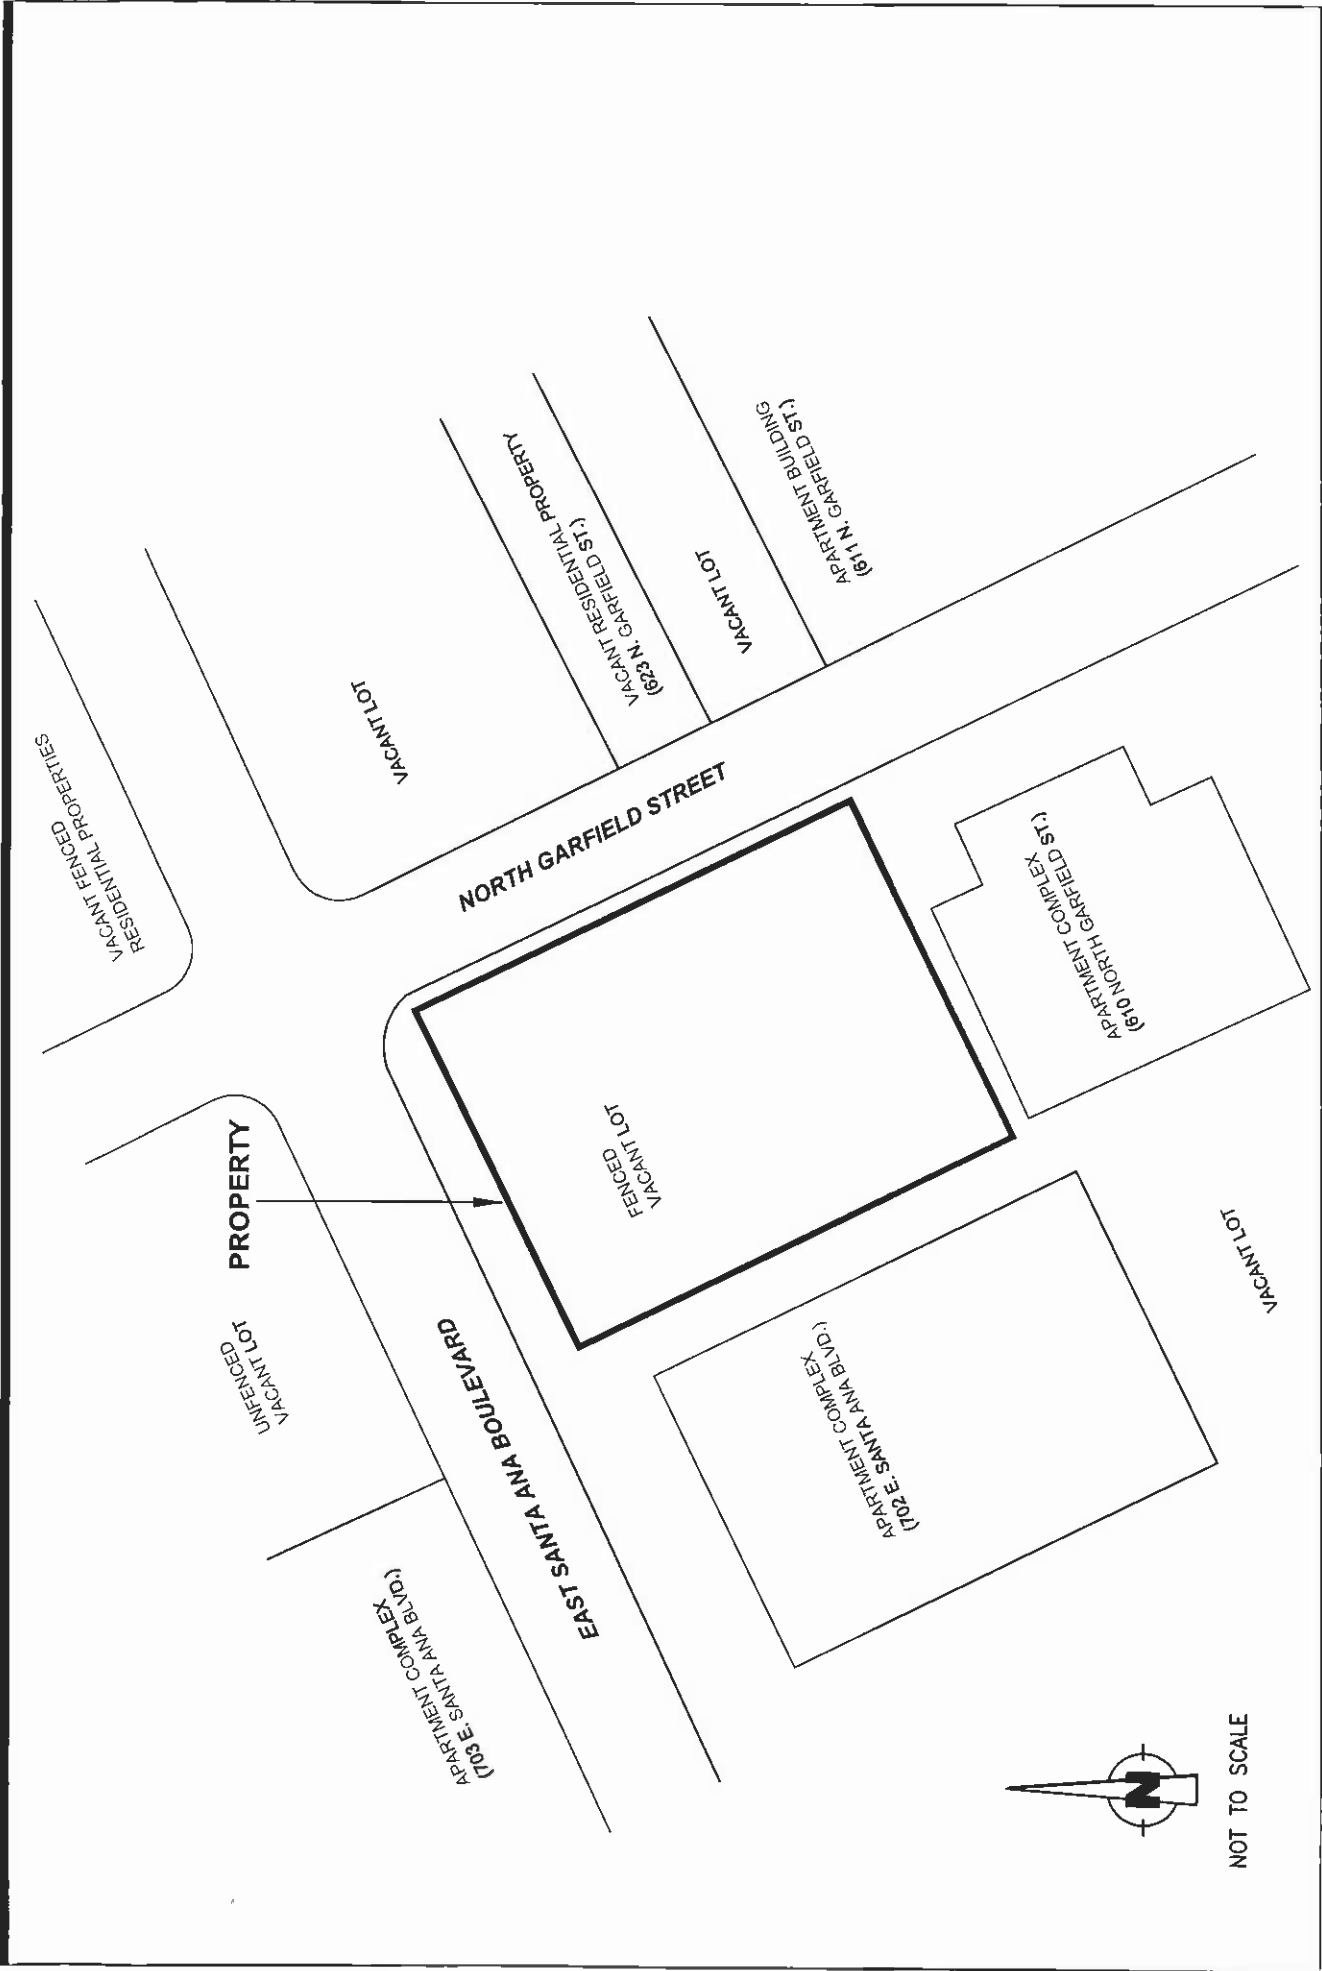 VACANT FENCED
RESIDENTIAL PROPERTIES
VACANT LOT
VACANT RESIDENTIAL PROPERTY
(623 N. GARFIELD ST.)
VACANT LOT
APARTMENT BUILDING
(611 N. GARFIELD ST.)
NORTH GARFIELD STREET
PROPERTY
UNFENCED
VACANT LOT
FENCED
VACANT LOT
APARTMENT COMPLEX
(610 NORTH GARFIELD ST.)
EAST SANTA ANA BOULEVARD
APARTMENT COMPLEX
(703 E. SANTA ANA BLVD.)
APARTMENT COMPLEX
(702 E. SANTA ANA BLVD.)
VACANT LOT
N
NOT TO SCALE